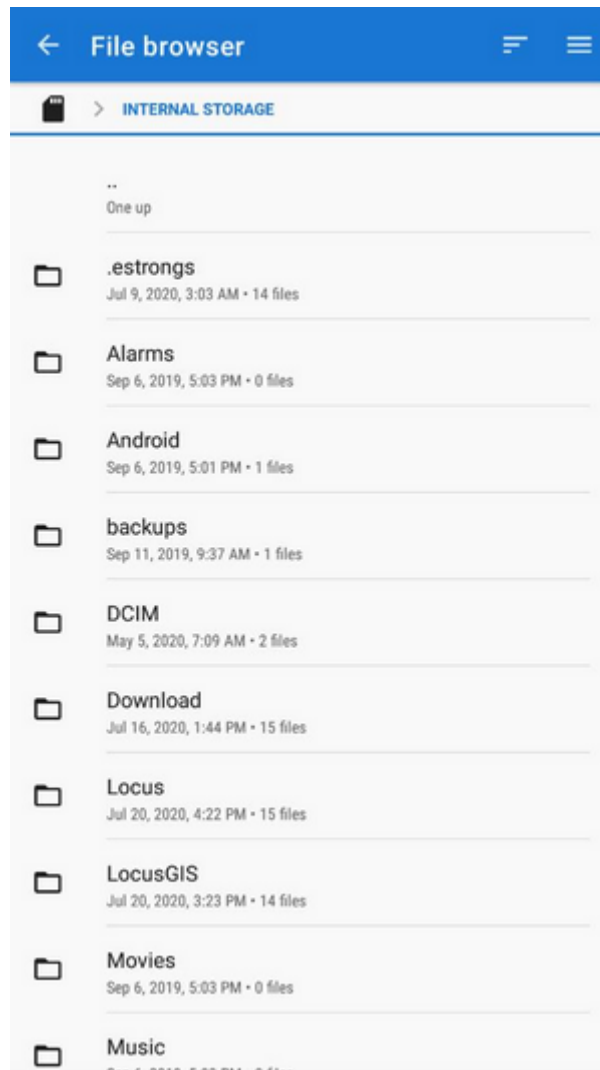 File browser
INTERNAL STORAGE
..
One up
.estrongs
Jul 9, 2020, 3:03 AM • 14 files
Alarms
Sep 6, 2019, 5:03 PM • 0 files
Android
Sep 6, 2019, 5:01 PM • 1 files
backups
Sep 11, 2019, 9:37 AM • 1 files
DCIM
May 5, 2020, 7:09 AM • 2 files
Download
Jul 16, 2020, 1:44 PM • 15 files
Locus
Jul 20, 2020, 4:22 PM • 15 files
LocusGIS
Jul 20, 2020, 3:23 PM • 14 files
Movies
Sep 6, 2019, 5:03 PM • 0 files
Music